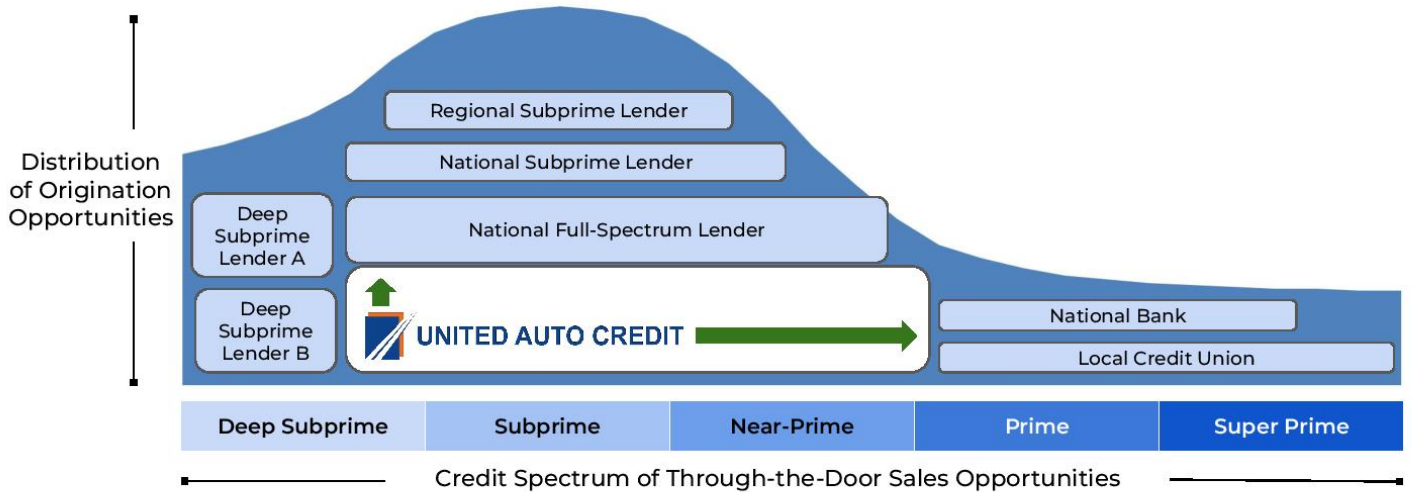 Regional Subprime Lender
National Subprime Lender
Distribution
of Origination
Opportunities
Deep
Subprime
Lender A
National Full-Spectrum Lender
Deep
Subprime
Lender B
UNITED AUTO CREDIT
National Bank
Local Credit Union
Deep Subprime
Subprime
Near-Prime
Prime
Super Prime
Credit Spectrum of Through-the-Door Sales Opportunities